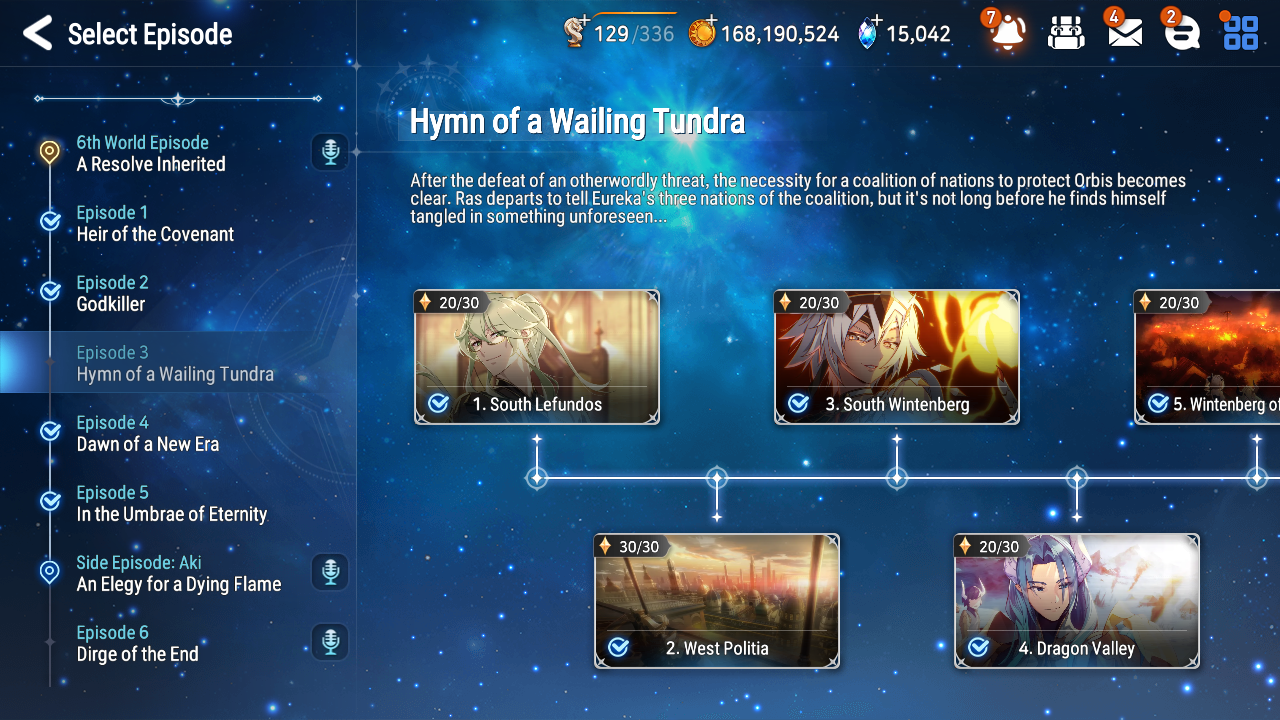 Select Episode
129/336
168,190,524
15,042
7
4
2
6th World Episode
A Resolve Inherited
Episode 1
Heir of the Covenant
Episode 2
Godkiller
Episode 3
Hymn of a Wailing Tundra
Episode 4
Dawn of a New Era
Episode 5
In the Umbrae of Eternity
Side Episode: Aki
An Elegy for a Dying Flame
Episode 6
Dirge of the End
Hymn of a Wailing Tundra
After the defeat of an otherwordly threat, the necessity for a coalition of nations to protect Orbis becomes
clear. Ras departs to tell Eureka's three nations of the coalition, but it's not long before he finds himself
tangled in something unforeseen...
20/30
1. South Lefundos
30/30
2. West Politia
20/30
3. South Wintenberg
20/30
4. Dragon Valley
20/30
5. Wintenberg of